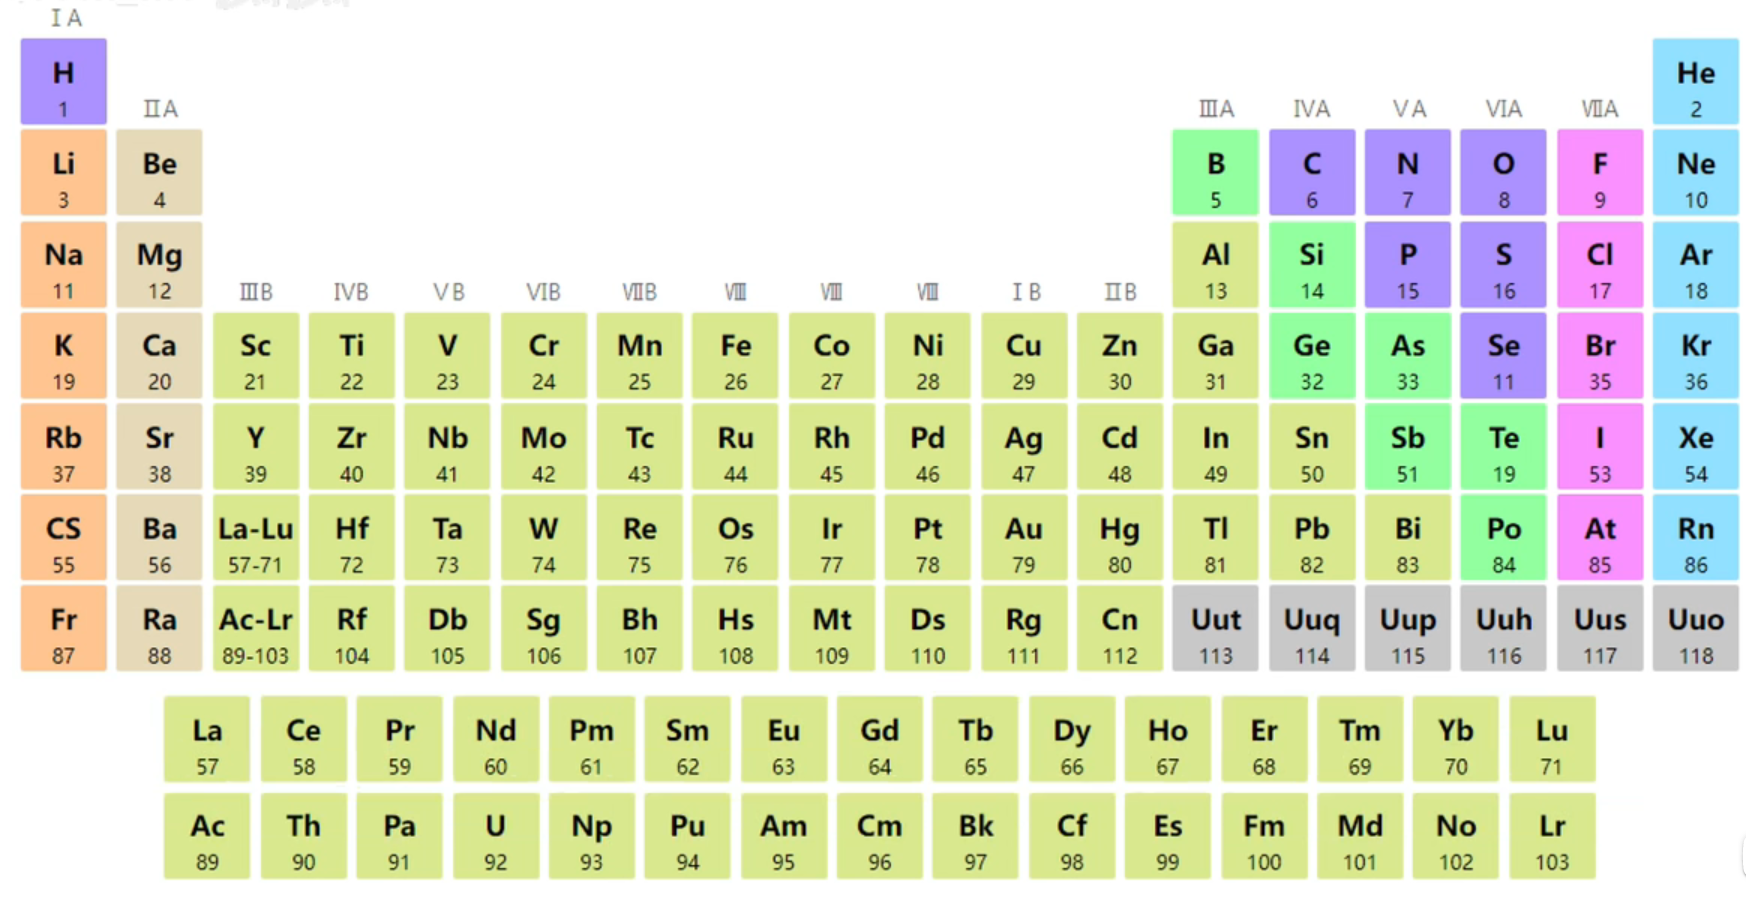 ⅠA
H He
1 ⅡA ⅢA ⅣA ⅤA ⅥA ⅦA 2
Li Be B C N O F Ne
3 4 5 6 7 8 9 10
Na Mg Al Si P S Cl Ar
11 12 ⅢB ⅣB ⅤB ⅥB ⅦB Ⅷ Ⅷ Ⅷ ⅠB ⅡB 13 14 15 16 17 18
K Ca Sc Ti V Cr Mn Fe Co Ni Cu Zn Ga Ge As Se Br Kr
19 20 21 22 23 24 25 26 27 28 29 30 31 32 33 11 35 36
Rb Sr Y Zr Nb Mo Tc Ru Rh Pd Ag Cd In Sn Sb Te I Xe
37 38 39 40 41 42 43 44 45 46 47 48 49 50 51 19 53 54
CS Ba La-Lu Hf Ta W Re Os Ir Pt Au Hg Tl Pb Bi Po At Rn
55 56 57-71 72 73 74 75 76 77 78 79 80 81 82 83 84 85 86
Fr Ra Ac-Lr Rf Db Sg Bh Hs Mt Ds Rg Cn Uut Uuq Uup Uuh Uus Uuo
87 88 89-103 104 105 106 107 108 109 110 111 112 113 114 115 116 117 118
La Ce Pr Nd Pm Sm Eu Gd Tb Dy Ho Er Tm Yb Lu
57 58 59 60 61 62 63 64 65 66 67 68 69 70 71
Ac Th Pa U Np Pu Am Cm Bk Cf Es Fm Md No Lr
89 90 91 92 93 94 95 96 97 98 99 100 101 102 103